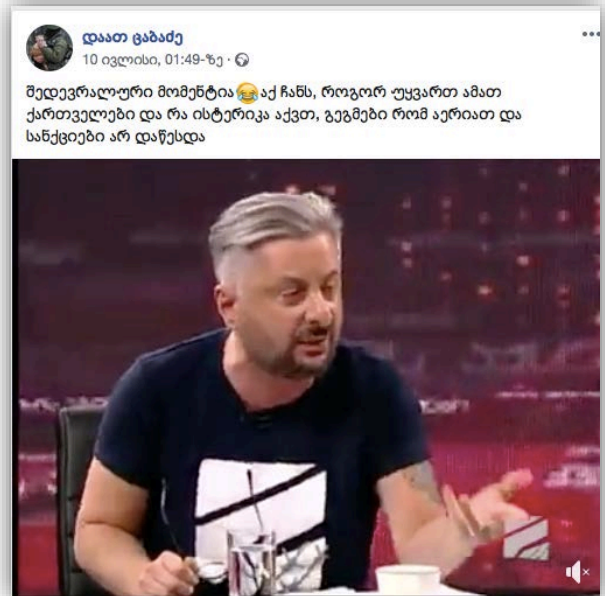 დაათ ცაბაძე
10 ივლისი, 01:49-ზე ·
შედევრალური მომენტია😂აქ ჩანს, როგორ უყვართ ამათ
ქართველები და რა ისტერიკა აქვთ, გეგმები რომ აერიათ და
სანქციები არ დაწესდა